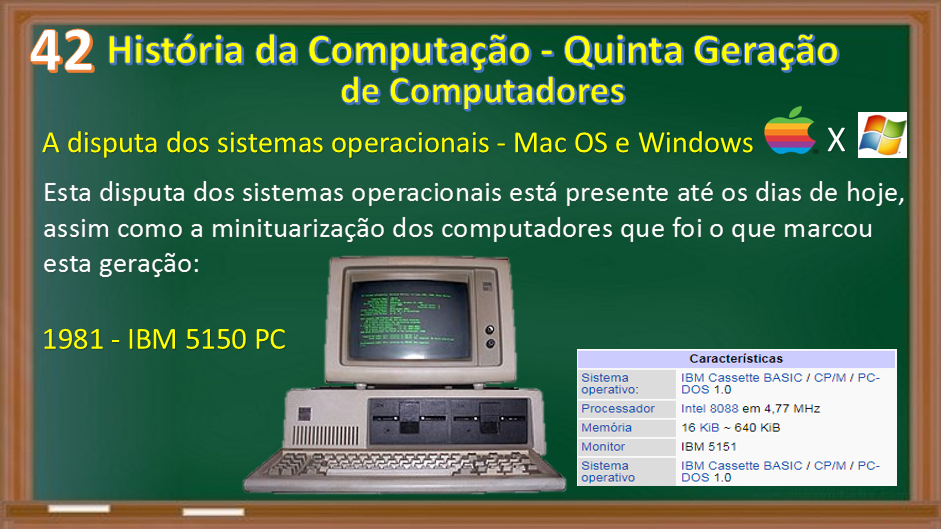 42 História da Computação - Quinta Geração
de Computadores
A disputa dos sistemas operacionais - Mac OS e Windows X
Esta disputa dos sistemas operacionais está presente até os dias de hoje,
assim como a minituarização dos computadores que foi o que marcou
esta geração:
1981 - IBM 5150 PC
Características
Sistema operativo: IBM Cassette BASIC / CP/M / PC-
DOS 1.0
Processador Intel 8088 em 4,77 MHz
Memória 16 KiB ~ 640 KiB
Monitor IBM 5151
Sistema operativo IBM Cassette BASIC / CP/M / PC-
DOS 1.0